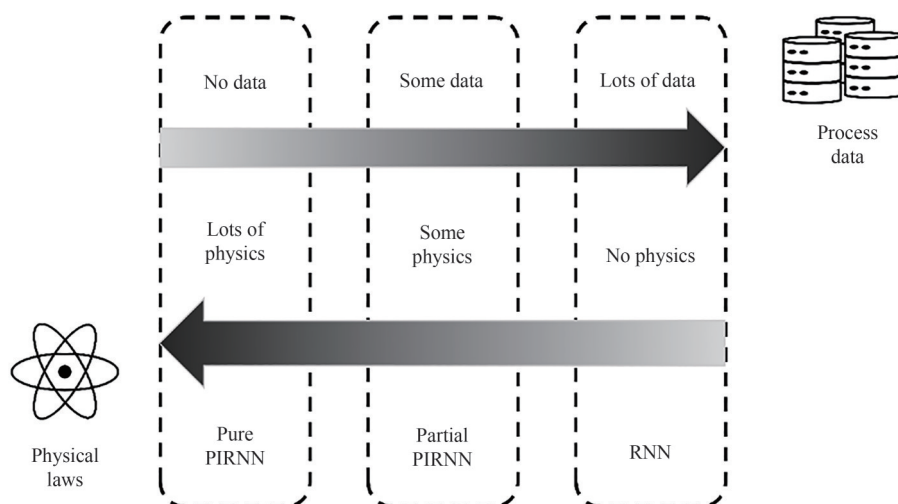 No data
Some data
Lots of data
Process
data
Lots of
physics
Some
physics
No physics
Physical
laws
Pure
PIRNN
Partial
PIRNN
RNN